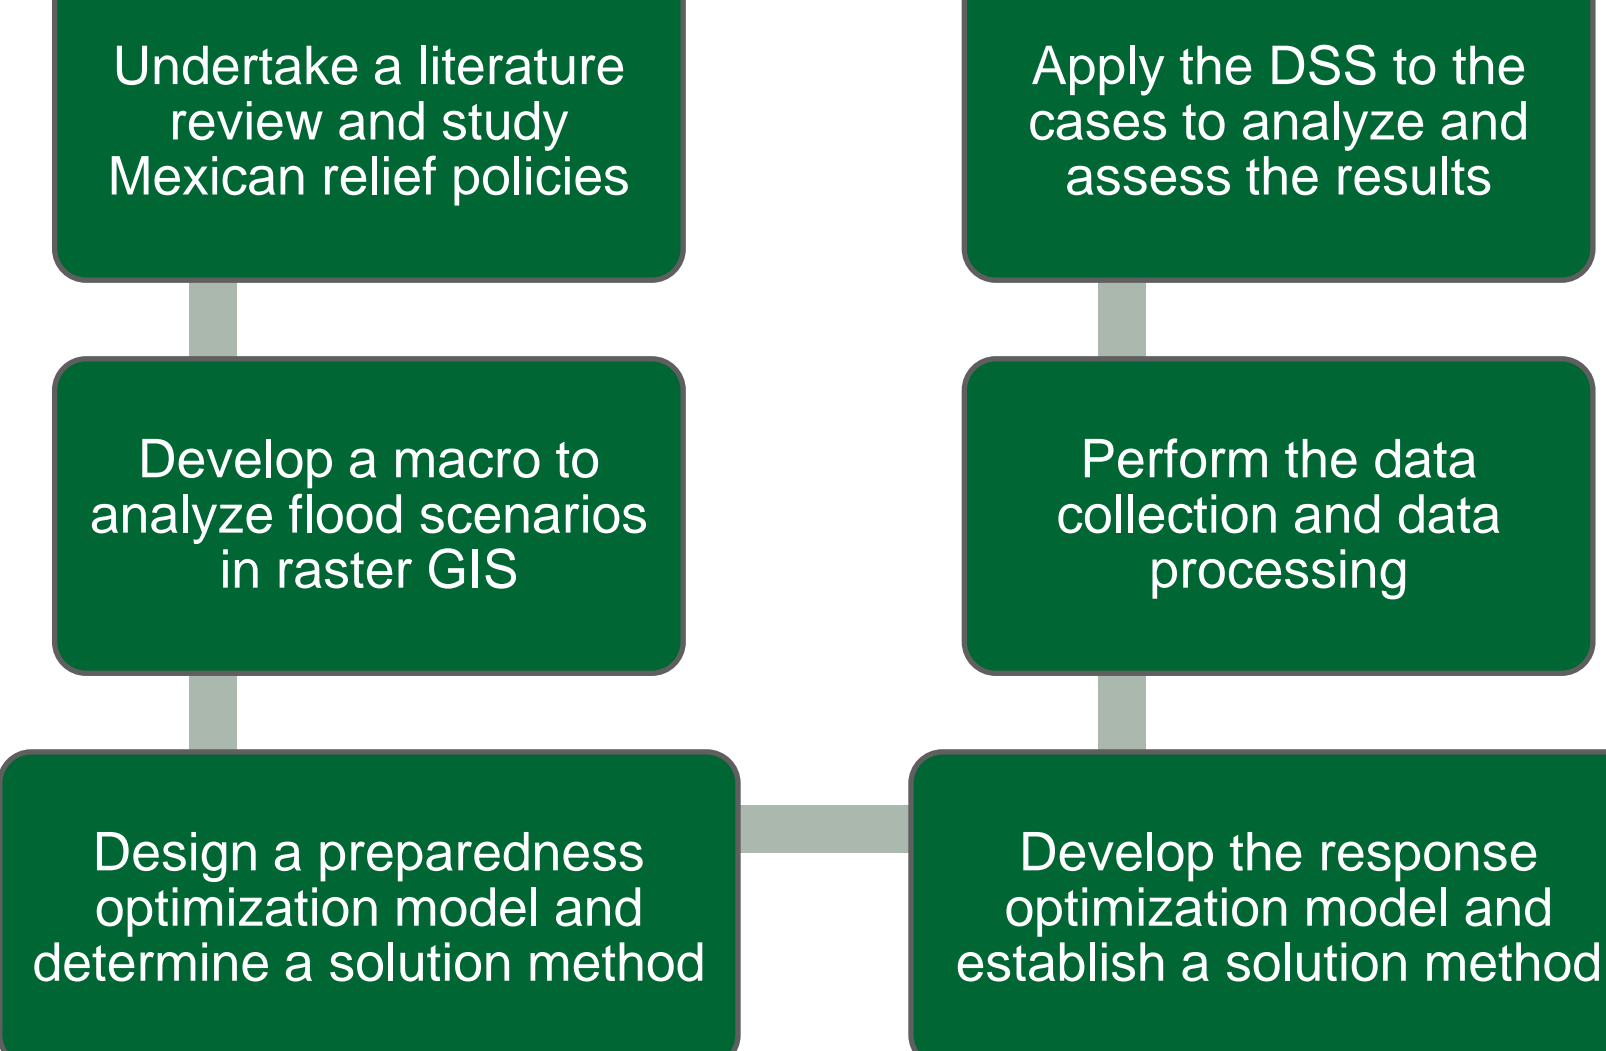 Undertake a literature
review and study
Mexican relief policies
Develop a macro to
analyze flood scenarios
in raster GIS
Design a preparedness
optimization model and
determine a solution method
Develop the response
optimization model and
establish a solution method
Perform the data
collection and data
processing
Apply the DSS to the
cases to analyze and
assess the results